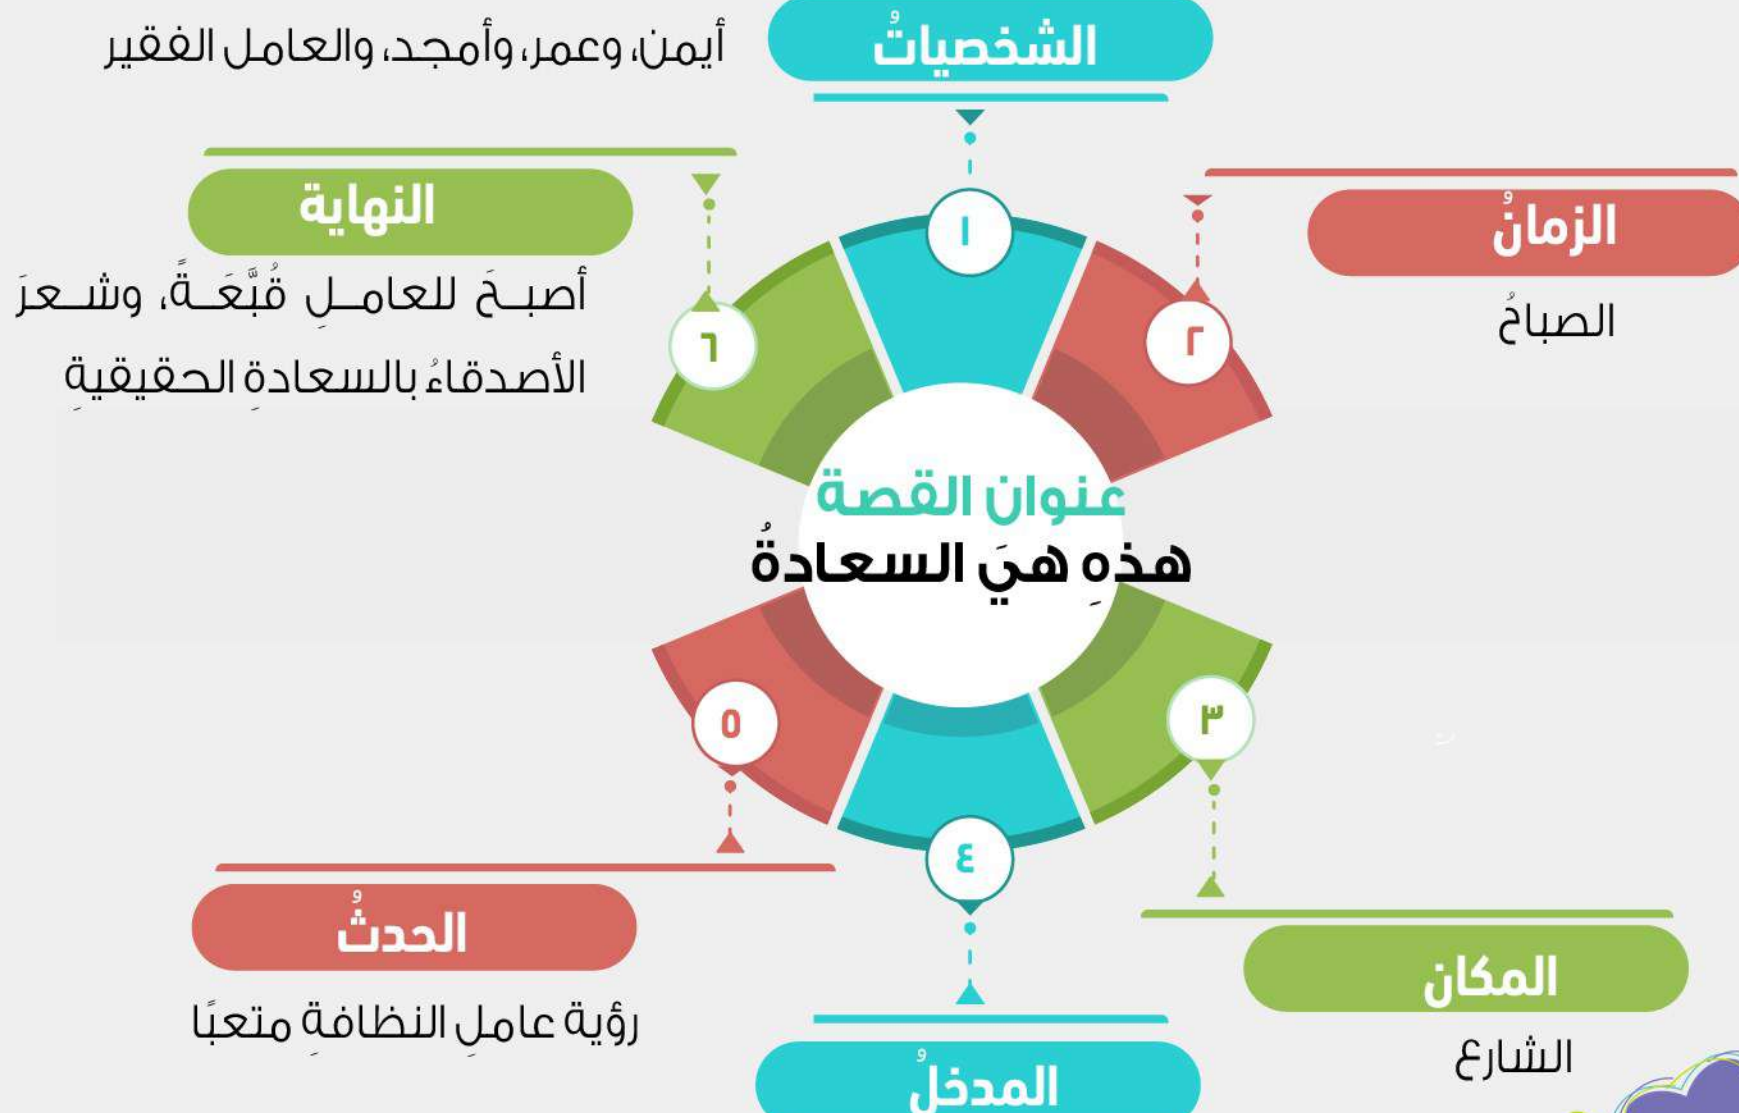 الشخصياتُ
أيمن، وعمر، وأمجد، والعامل الفقير
١
الزمانُ
الصباحُ
٢
النهاية
أصبحَ للعاملِ قُبَّعَةً، وشعرَ
الأصدقاءُ بالسعادةِ الحقيقيةِ
٦
عنوان القصة
هذهِ هيَ السعادةُ
٣
المكان
الشارع
٤
المدخلُ
٥
الحدثُ
رؤية عاملِ النظافةِ متعبًا